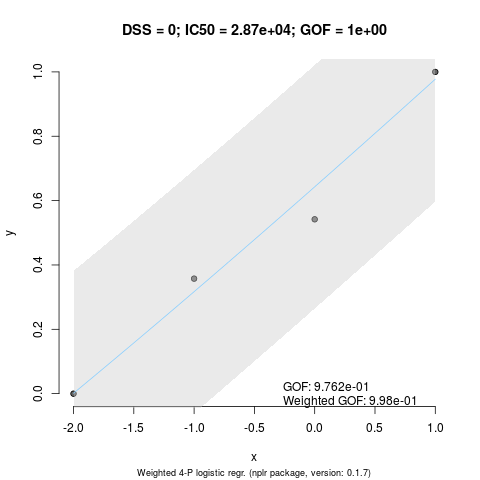 DSS = 0; IC50 = 2.87e+04; GOF = 1e+00
1.0
0.8
0.6
y
0.4
0.2
0.0
GOF: 9.762e-01
Weighted GOF: 9.98e-01
-2.0 -1.5 -1.0 -0.5 0.0 0.5 1.0
x
Weighted 4-P logistic regr. (nplr package, version: 0.1.7)